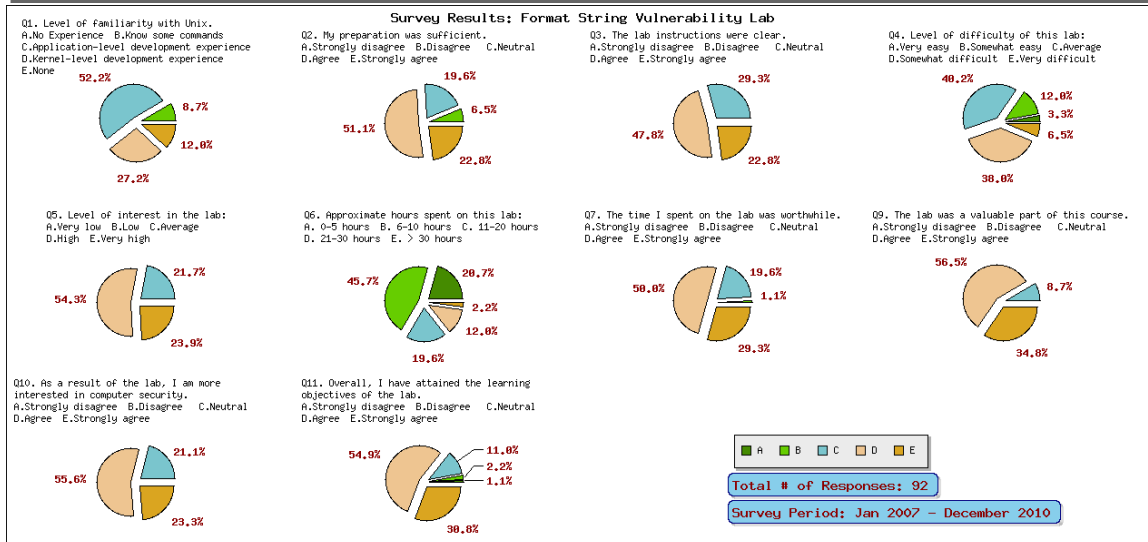 Survey Results: Format String Vulnerability Lab
Q1. Level of familiarity with Unix.
A.No Experience B.Know some commands
C.Application-level development experience
D.Kernel-level development experience
E.None
52.2%
8.7%
12.0%
27.2%
Q2. My preparation was sufficient.
A.Strongly disagree B.Disagree C.Neutral
D.Agree E.Strongly agree
19.6%
6.5%
51.1%
22.8%
Q3. The lab instructions were clear.
A.Strongly disagree B.Disagree C.Neutral
D.Agree E.Strongly agree
29.3%
47.8%
22.8%
Q4. Level of difficulty of this lab:
A.Very easy B.Somewhat easy C.Average
D.Somewhat difficult E.Very difficult
40.2%
12.0%
3.3%
6.5%
38.0%
Q5. Level of interest in the lab:
A.Very low B.Low C.Average
D.High E.Very high
21.7%
54.3%
23.9%
Q6. Approximate hours spent on this lab:
A. 0-5 hours B. 6-10 hours C. 11-20 hours
D. 21-30 hours E. > 30 hours
45.7%
20.7%
2.2%
12.0%
19.6%
Q7. The time I spent on the lab was worthwhile.
A.Strongly disagree B.Disagree C.Neutral
D.Agree E.Strongly agree
19.6%
50.0%
1.1%
29.3%
Q9. The lab was a valuable part of this course.
A.Strongly disagree B.Disagree C.Neutral
D.Agree E.Strongly agree
56.5%
8.7%
34.8%
Q10. As a result of the lab, I am more
interested in computer security.
A.Strongly disagree B.Disagree C.Neutral
D.Agree E.Strongly agree
21.1%
55.6%
23.3%
Q11. Overall, I have attained the learning
objectives of the lab.
A.Strongly disagree B.Disagree C.Neutral
D.Agree E.Strongly agree
54.9%
11.0%
2.2%
1.1%
30.8%
A B C D E
Total # of Responses: 92
Survey Period: Jan 2007 - December 2010